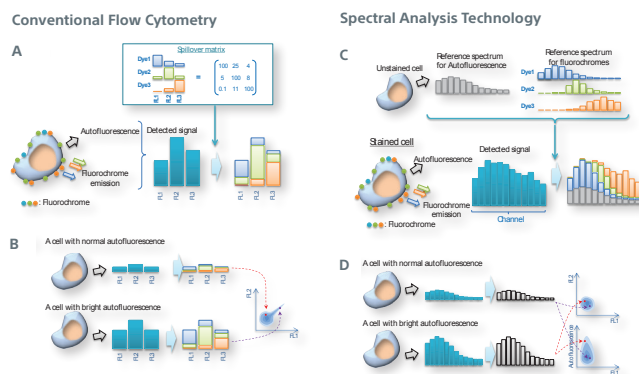 Conventional Flow Cytometry
A
Spillover matrix
Dye1
Dye2
Dye3
FL1
FL2
FL3
=
100 25 4
5 100 8
0.1 11 100
Autofluorescence
Detected signal
Fluorochrome
emission
: Fluorochrome
FL1
FL2
FL3
FL1
FL2
FL3
B
A cell with normal autofluorescence
FL1
FL2
FL3
FL1
FL2
FL3
A cell with bright autofluorescence
FL1
FL2
FL3
FL1
FL2
FL3
FL2
FL1
Spectral Analysis Technology
C
Unstained cell
Reference spectrum
for Autofluorescence
Reference spectrum
for fluorochromes
Dye1
Dye2
Dye3
Stained cell
Autofluorescence
Detected signal
Fluorochrome
emission
: Fluorochrome
Channel
D
A cell with normal autofluorescence
FL2
FL1
A cell with bright autofluorescence
Autofluorescence
FL1